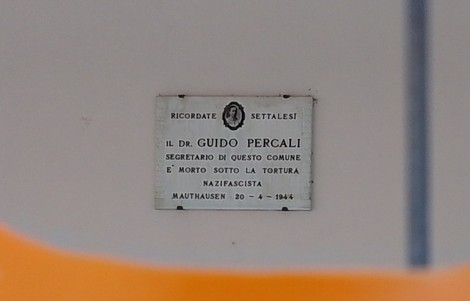 RICORDATE SETTALESI
IL DR. GUIDO PERCALI
SEGRETARIO DI QUESTO COMUNE
E' MORTO SOTTO LA TORTURA
NAZIFASCISTA
MAUTHAUSEN 20 - 4 - 1944